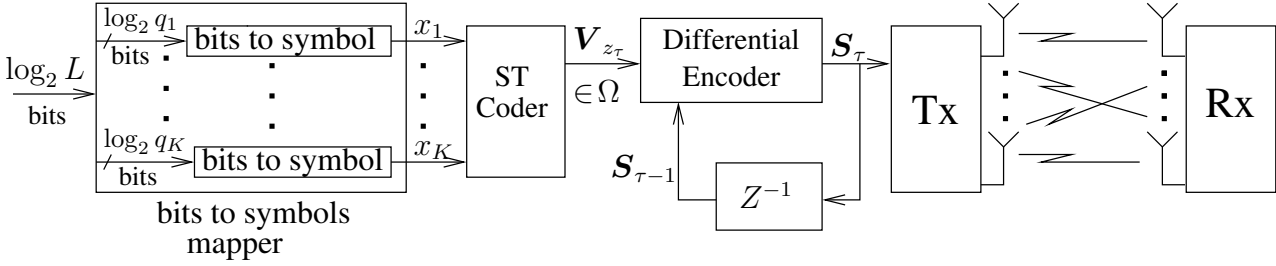 log₂ L
bits
log₂ q₁
bits
bits to symbol
x₁
log₂ q_K
bits
bits to symbol
x_K
bits to symbols
mapper
ST
Coder
V_{z_τ}
∈ Ω
Differential
Encoder
S_τ
S_{τ−1}
Z⁻¹
Tx
Rx